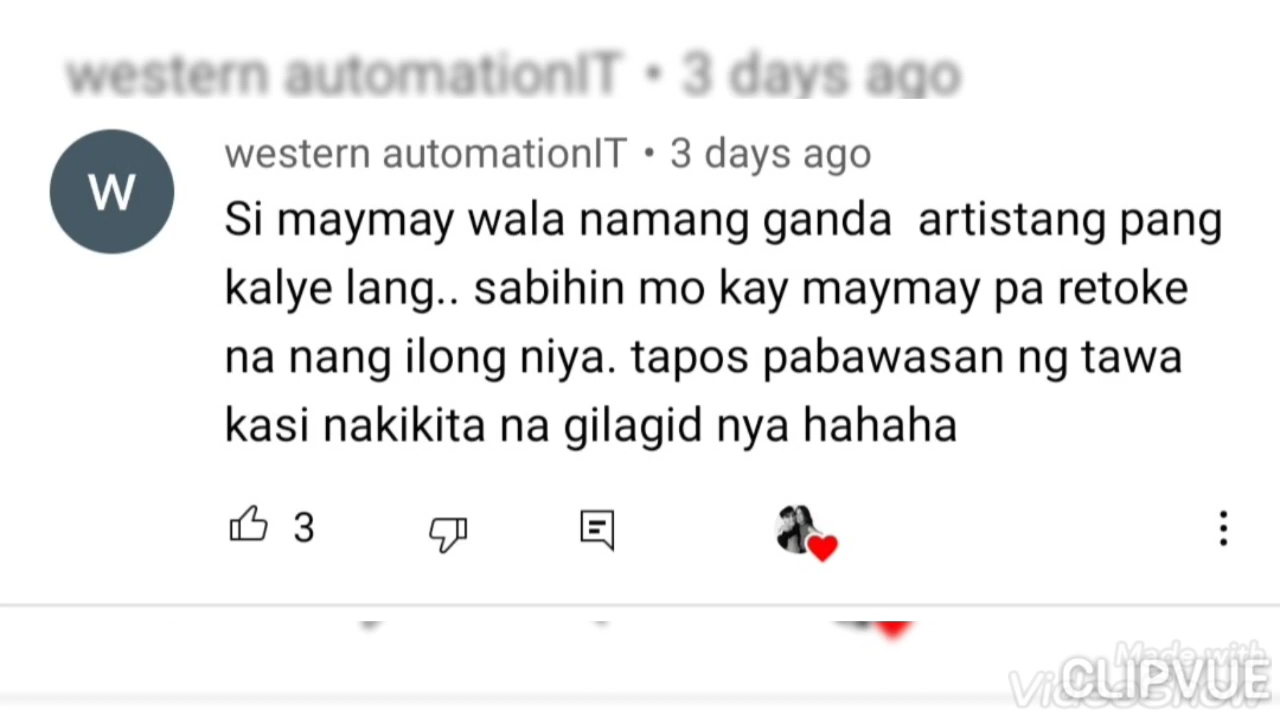 western automationIT • 3 days ago
W
western automationIT • 3 days ago
Si maymay wala namang ganda artistang pang
kalye lang.. sabihin mo kay maymay pa retoke
na nang ilong niya. tapos pabawasan ng tawa
kasi nakikita na gilagid nya hahaha
3
Made with
CLIPVUE